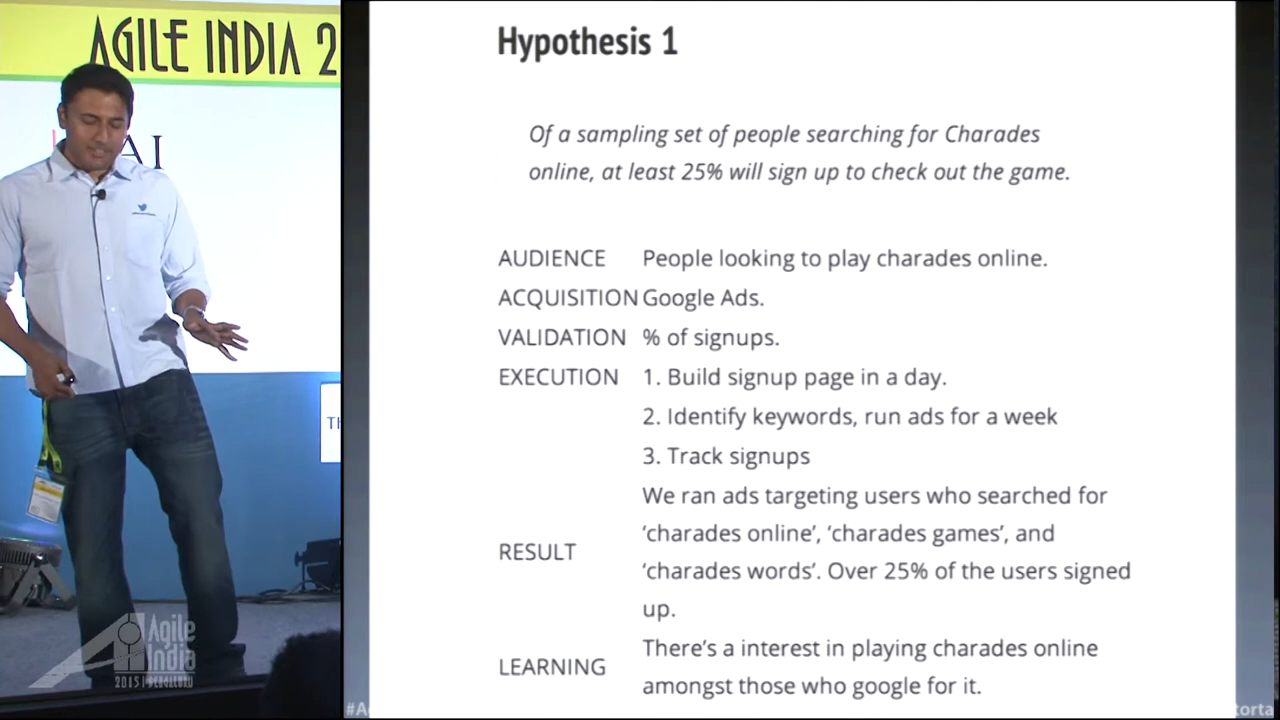 AGILE INDIA 2
AI
TH
Agile
India
2015 | BENGALURU
Hypothesis 1
Of a sampling set of people searching for Charades
online, at least 25% will sign up to check out the game.
AUDIENCE People looking to play charades online.
ACQUISITION Google Ads.
VALIDATION % of signups.
EXECUTION 1. Build signup page in a day.
2. Identify keywords, run ads for a week
3. Track signups
RESULT We ran ads targeting users who searched for
‘charades online’, ‘charades games’, and
‘charades words’. Over 25% of the users signed
up.
LEARNING There’s a interest in playing charades online
amongst those who google for it.
#A
torta